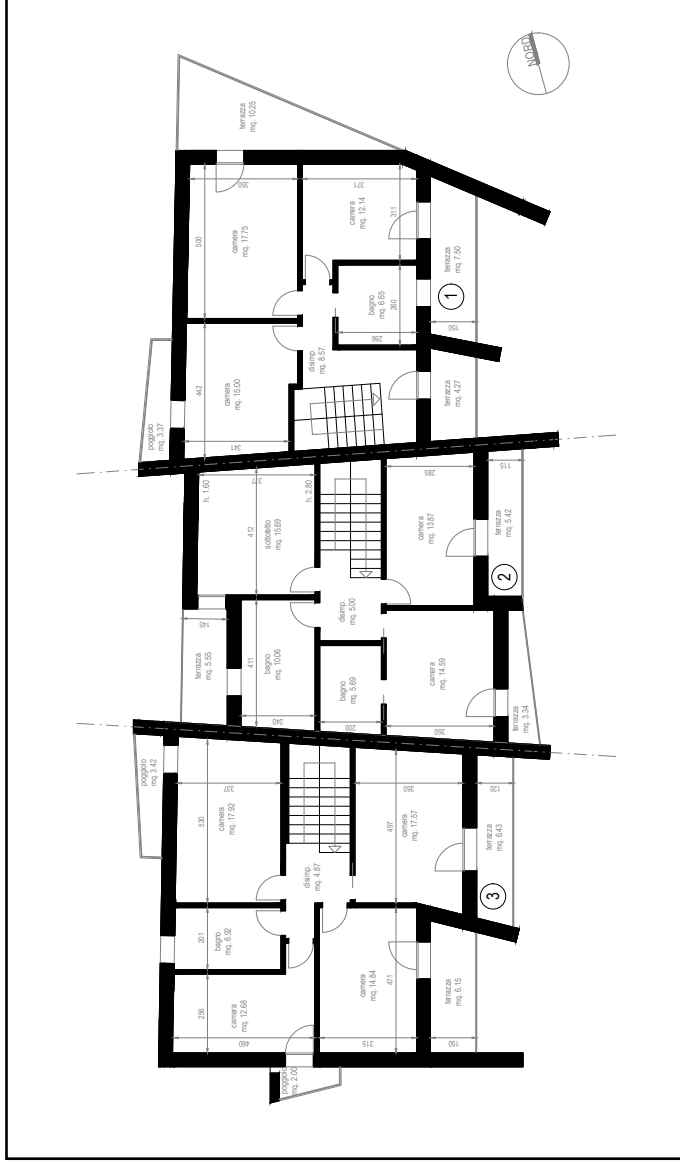 NORD
terrazza
mq. 10.25
350
371
500
camera
mq. 17.75
camera
mq. 12.14
311
terrazza
mq. 7.50
bagno
mq. 6.65
260
256
150
1
disimp.
mq. 8.57
442
camera
mq. 15.00
341
poggiolo
mq. 3.37
terrazza
mq. 4.27
h. 1.60
377
h. 2.80
412
sottotetto
mq. 15.69
285
camera
mq. 13.87
115
terrazza
mq. 5.42
2
disimp.
mq. 5.00
145
terrazza
mq. 5.55
411
bagno
mq. 10.06
240
bagno
mq. 5.69
200
camera
mq. 14.59
350
terrazza
mq. 3.34
poggiolo
mq. 3.42
337
530
camera
mq. 17.92
350
497
camera
mq. 17.57
120
terrazza
mq. 6.43
3
disimp.
mq. 4.87
201
bagno
mq. 6.92
256
camera
mq. 12.68
460
camera
mq. 14.84
471
315
terrazza
mq. 6.15
150
poggiolo
mq. 2.00